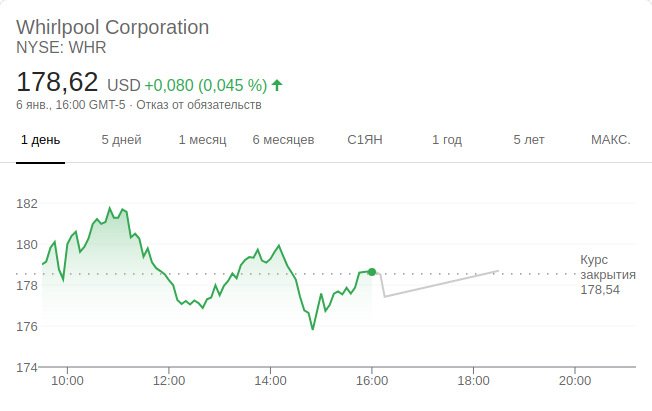 Whirlpool Corporation
NYSE: WHR
178,62 USD +0,080 (0,045 %)
6 янв., 16:00 GMT-5 · Отказ от обязательств
1 день 5 дней 1 месяц 6 месяцев С1ЯН 1 год 5 лет МАКС.
182
180
178
176
174
Курс
закрытия
178,54
10:00 12:00 14:00 16:00 18:00 20:00